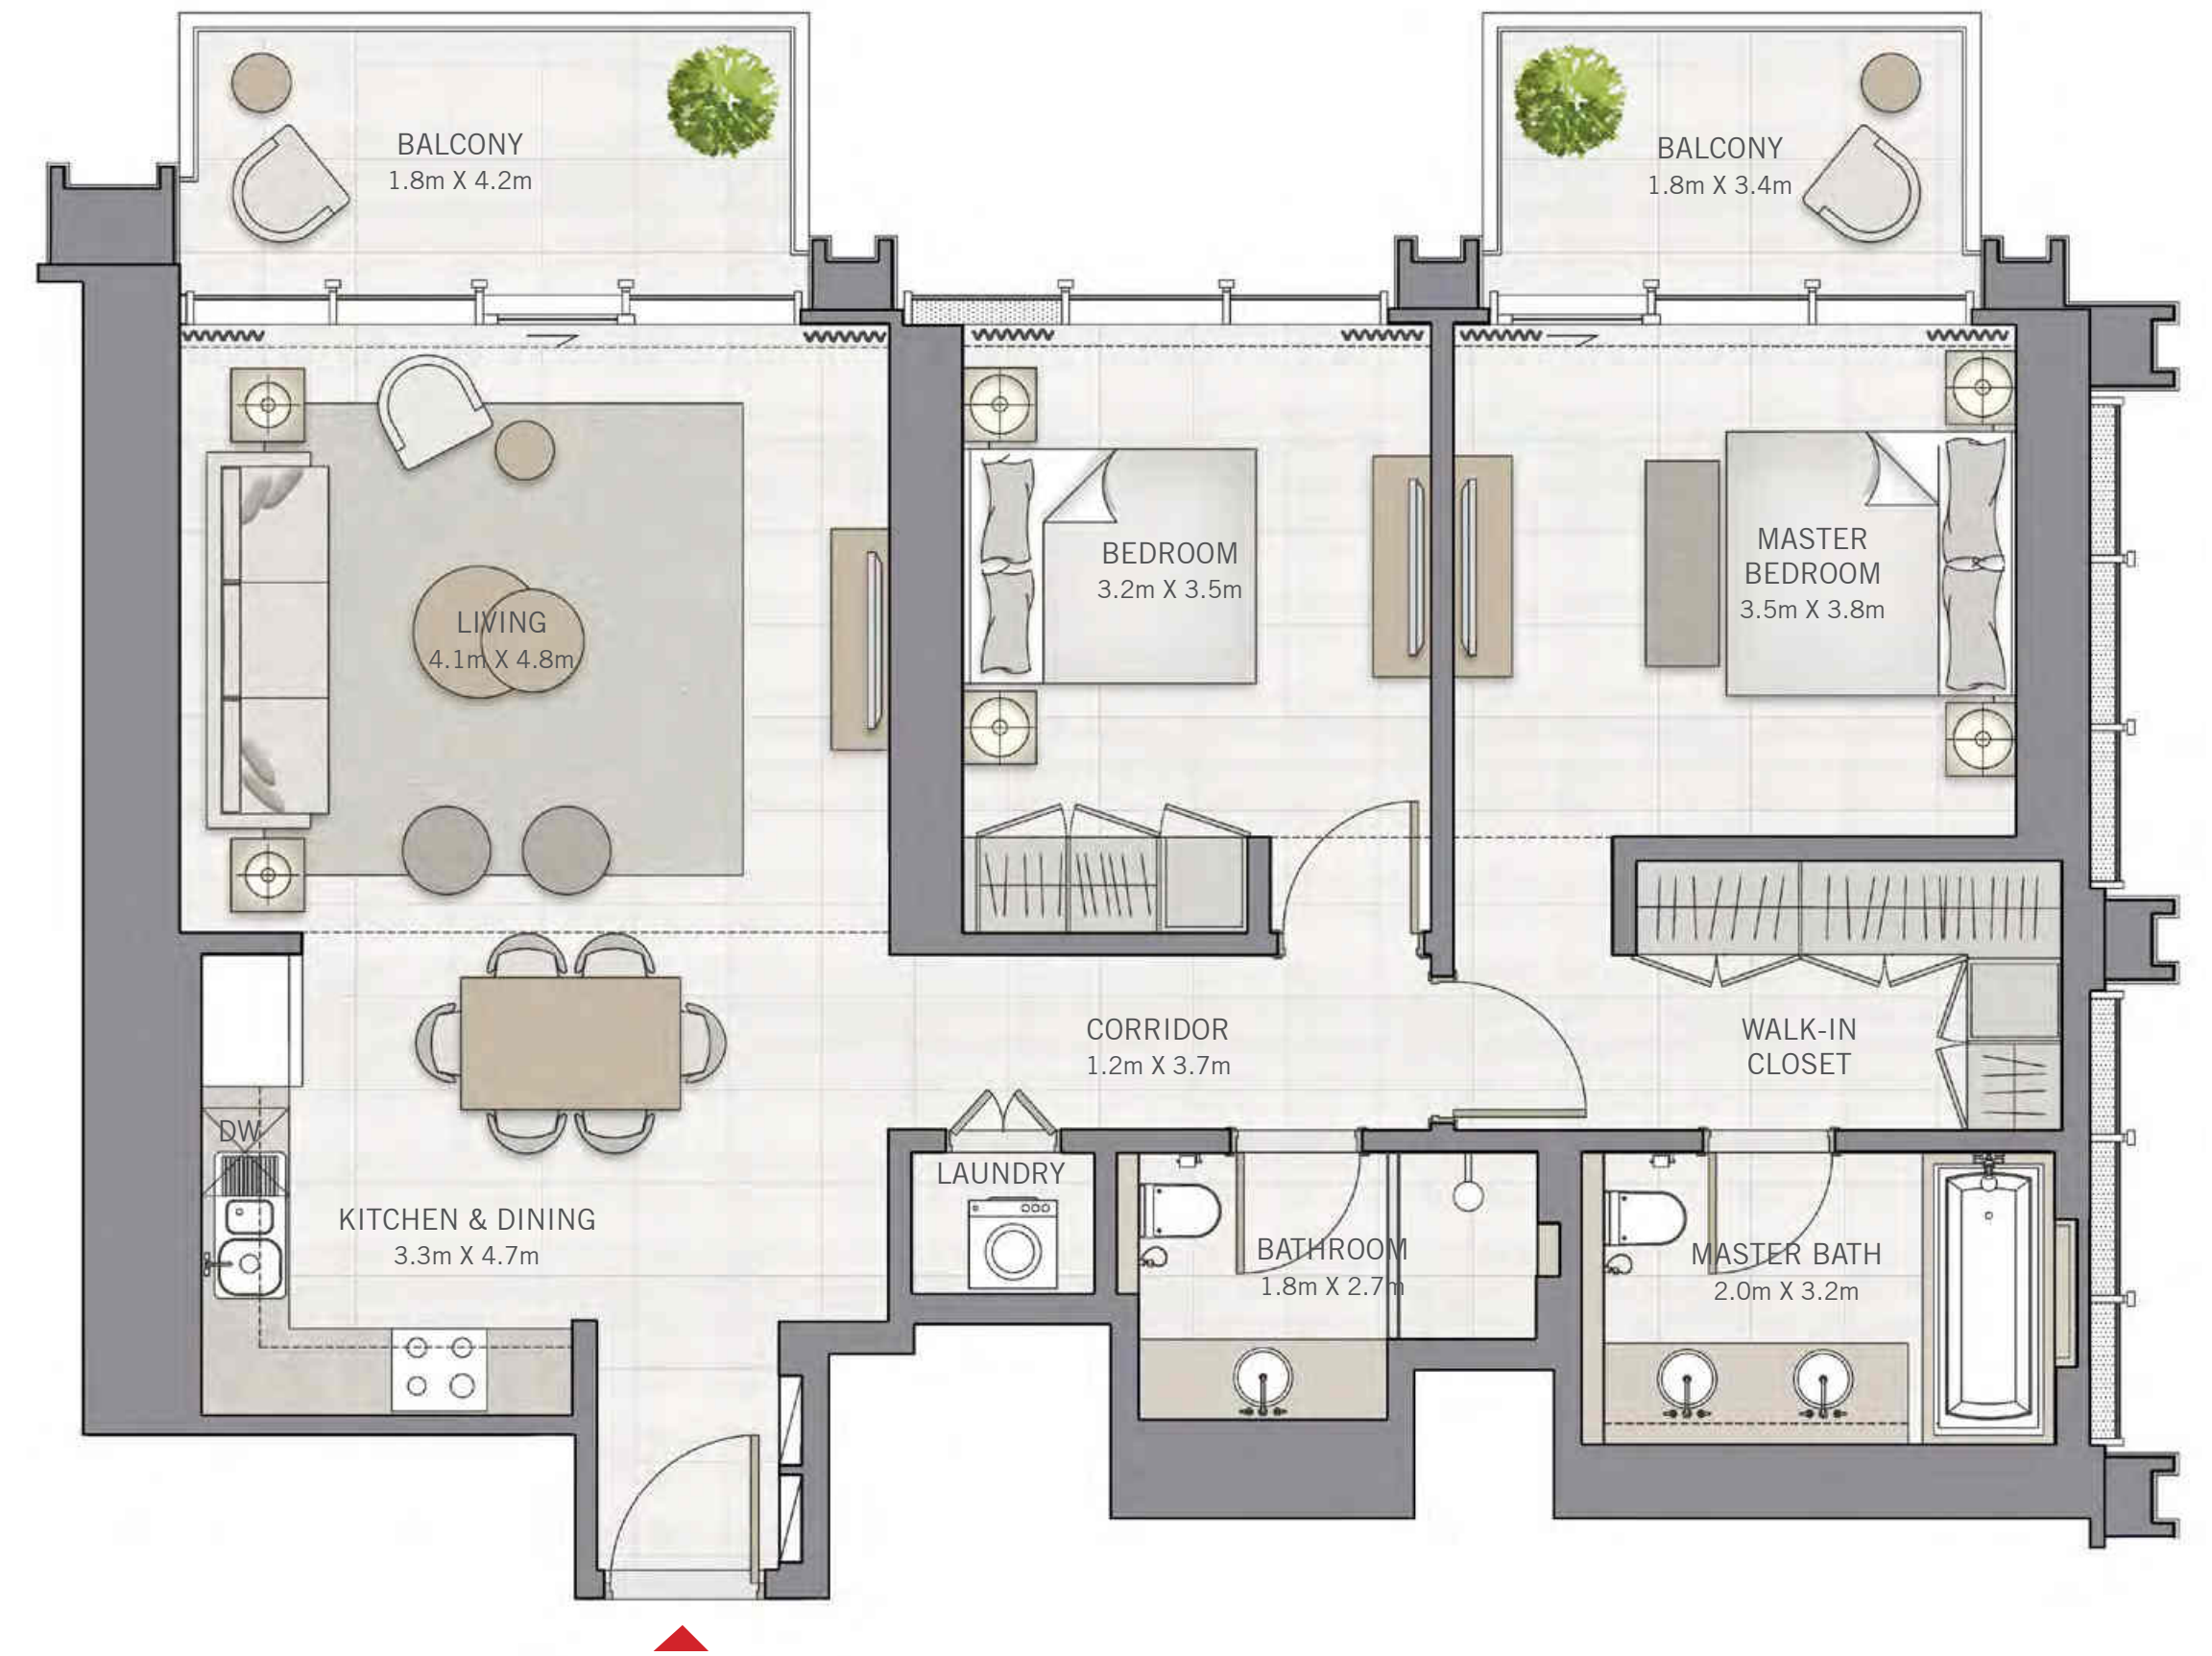 BALCONY
1.8m X 4.2m
BALCONY
1.8m X 3.4m
LIVING
4.1m X 4.8m
BEDROOM
3.2m X 3.5m
MASTER
BEDROOM
3.5m X 3.8m
CORRIDOR
1.2m X 3.7m
WALK-IN
CLOSET
DW
LAUNDRY
KITCHEN & DINING
3.3m X 4.7m
BATHROOM
1.8m X 2.7m
MASTER BATH
2.0m X 3.2m